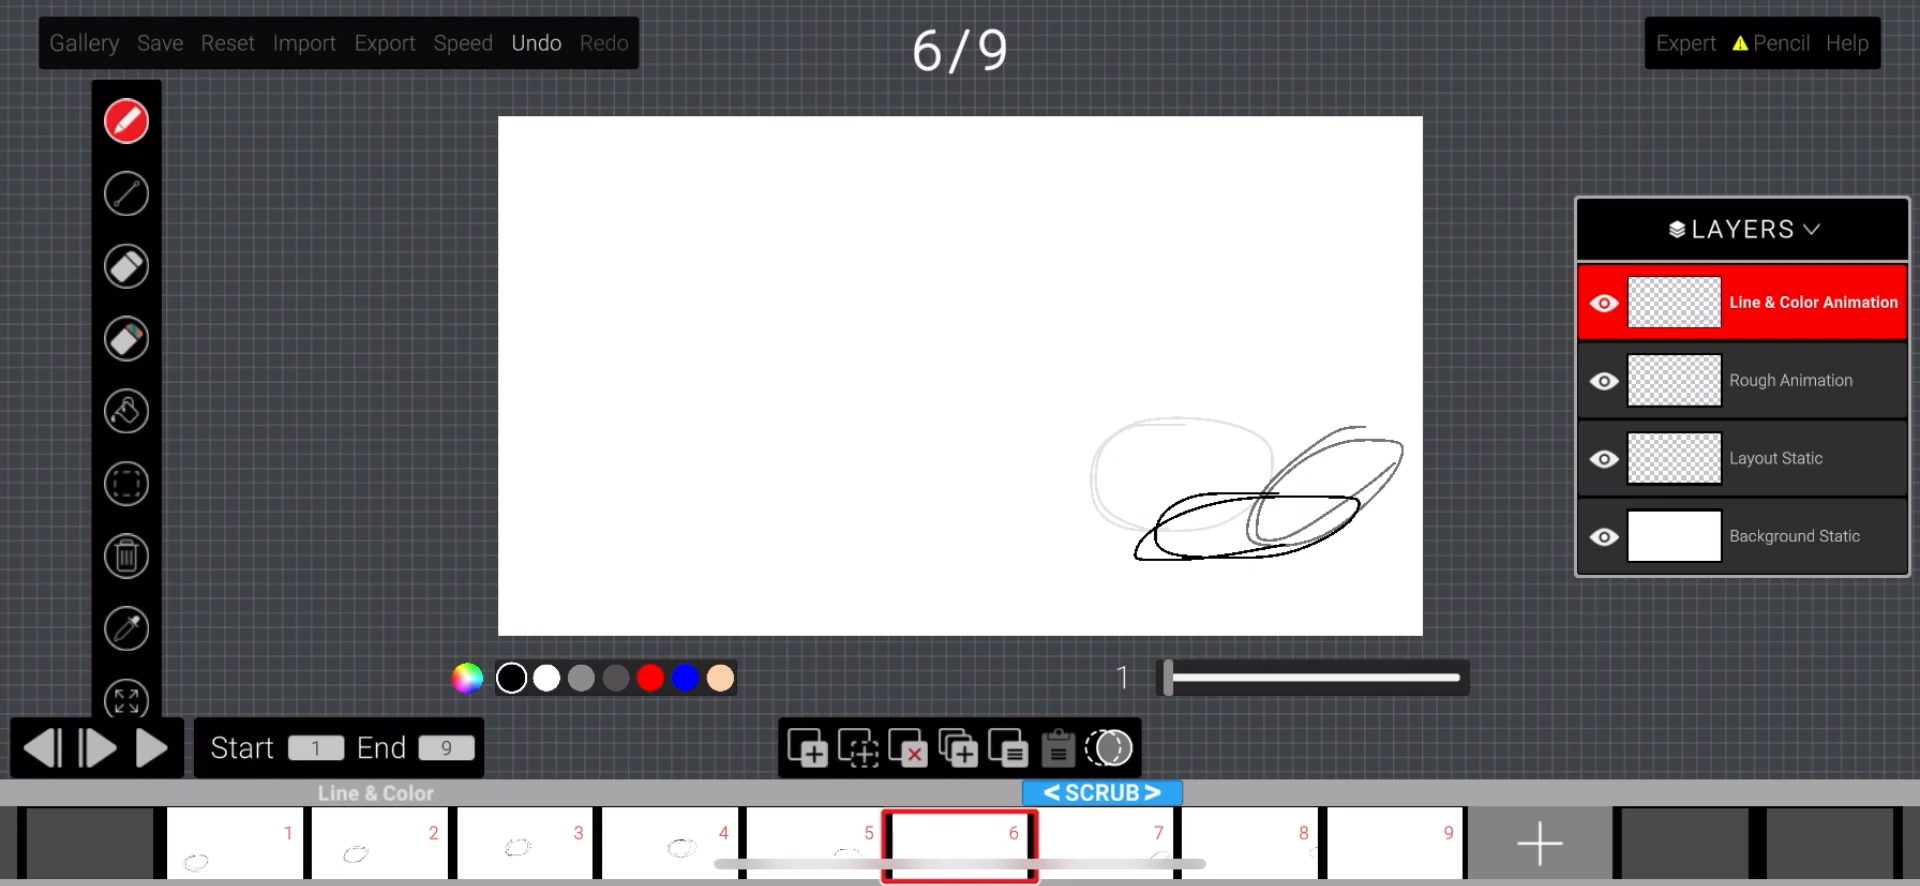 Gallery Save Reset Import Export Speed Undo Redo
6/9
Expert Pencil Help
LAYERS
Line & Color Animation
Rough Animation
Layout Static
Background Static
1
Start 1 End 9
Line & Color
< SCRUB >
1 2 3 4 5 6 7 8 9